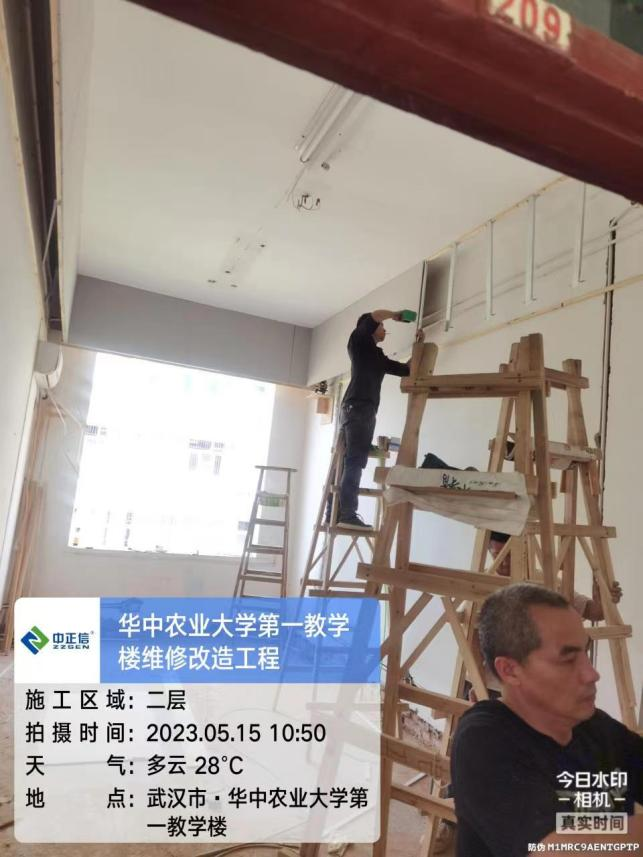 209
中正信®
ZZSEN
华中农业大学第一教学
楼维修改造工程
施工区域：二层
拍摄时间：2023.05.15 10:50
天气：多云 28℃
地点：武汉市·华中农业大学第
一教学楼
今日水印
相机
真实时间
防伪 M1MRC9AENTGPTP